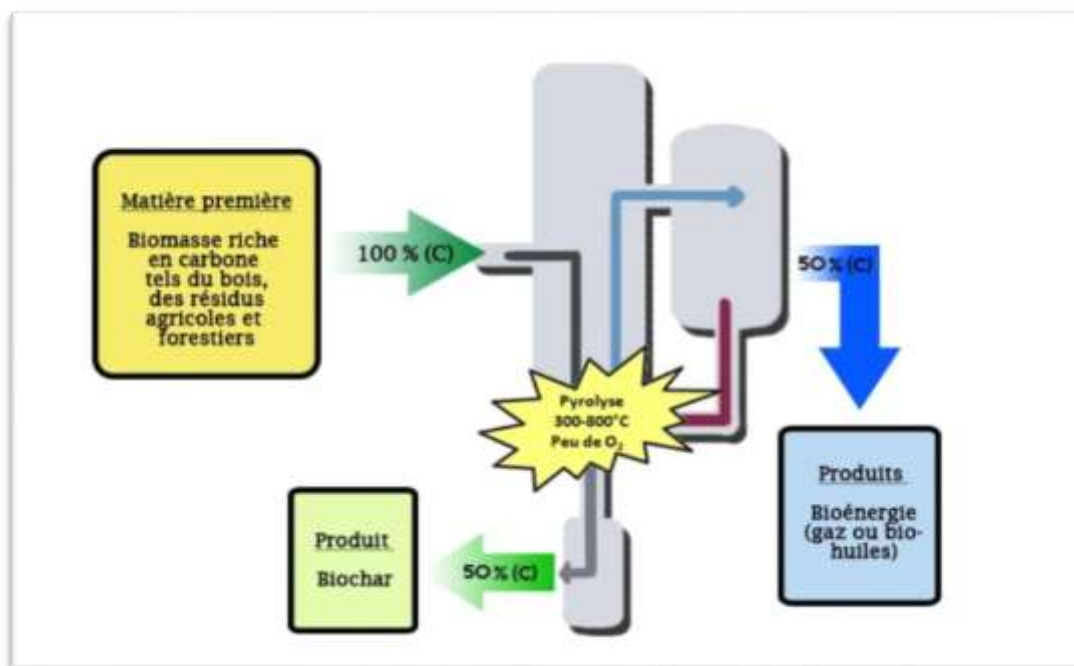 Matière première
Biomasse riche
en carbone
tels du bois,
des résidus
agricoles et
forestiers
100 % (C)
Pyrolyse
300-800°C
Peu de O₂
50 % (C)
Produits
Bioénergie
(gaz ou bio-
huiles)
50 % (C)
Produit
Biochar